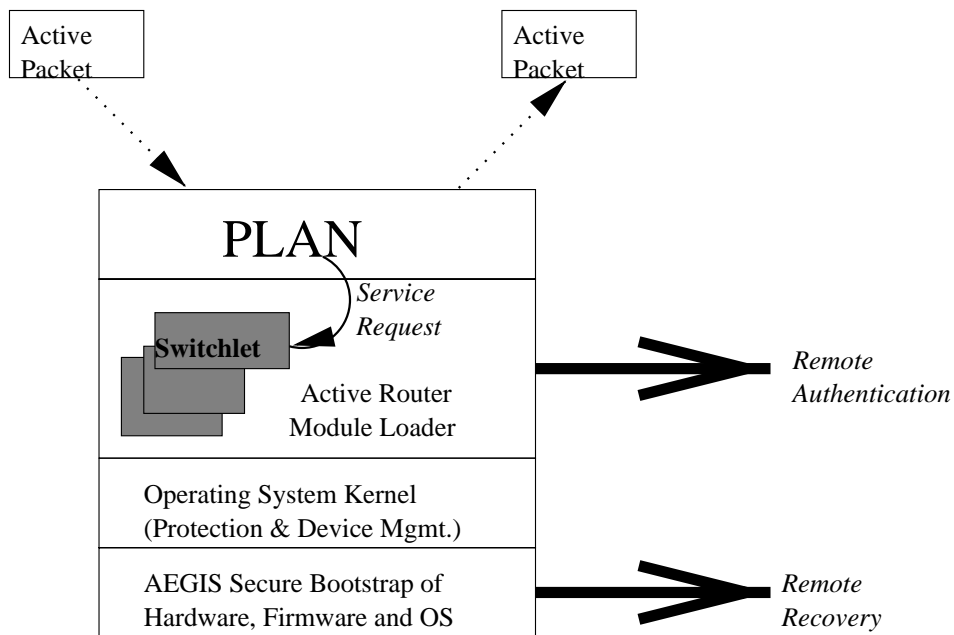 Active
Packet
Active
Packet
PLAN
Service
Request
Switchlet
Active Router
Module Loader
Remote
Authentication
Operating System Kernel
(Protection & Device Mgmt.)
AEGIS Secure Bootstrap of
Hardware, Firmware and OS
Remote
Recovery